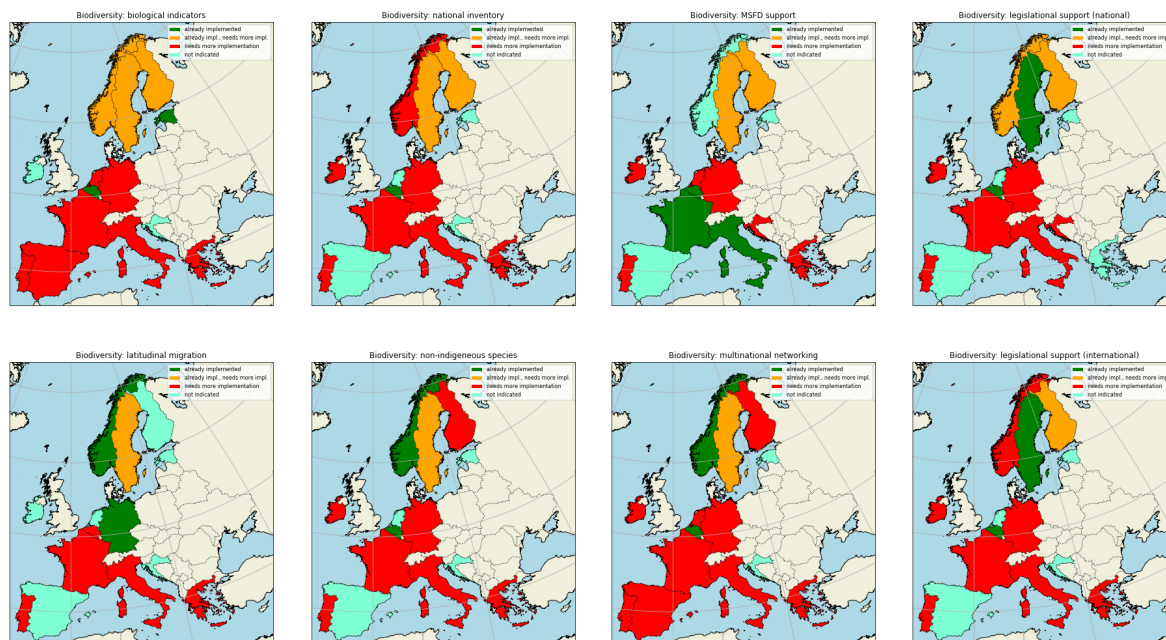 Biodiversity: biological indicators
already implemented
already impl., needs more impl.
needs more implementation
not indicated
Biodiversity: national inventory
already implemented
already impl., needs more impl.
needs more implementation
not indicated
Biodiversity: MSFD support
already implemented
already impl., needs more impl.
needs more implementation
not indicated
Biodiversity: legislational support (national)
already implemented
already impl., needs more impl.
needs more implementation
not indicated
Biodiversity: latitudinal migration
already implemented
already impl., needs more impl.
needs more implementation
not indicated
Biodiversity: non-indigeneous species
already implemented
already impl., needs more impl.
needs more implementation
not indicated
Biodiversity: multinational networking
already implemented
already impl., needs more impl.
needs more implementation
not indicated
Biodiversity: legislational support (international)
already implemented
already impl., needs more impl.
needs more implementation
not indicated